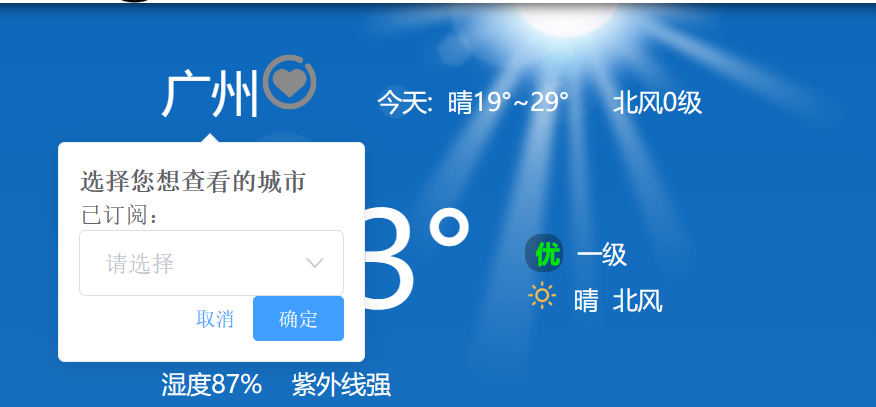 广州
今天: 晴19°~29° 北风0级
选择您想查看的城市
已订阅:
请选择
取消 确定
3°
优 一级
晴 北风
湿度87% 紫外线强